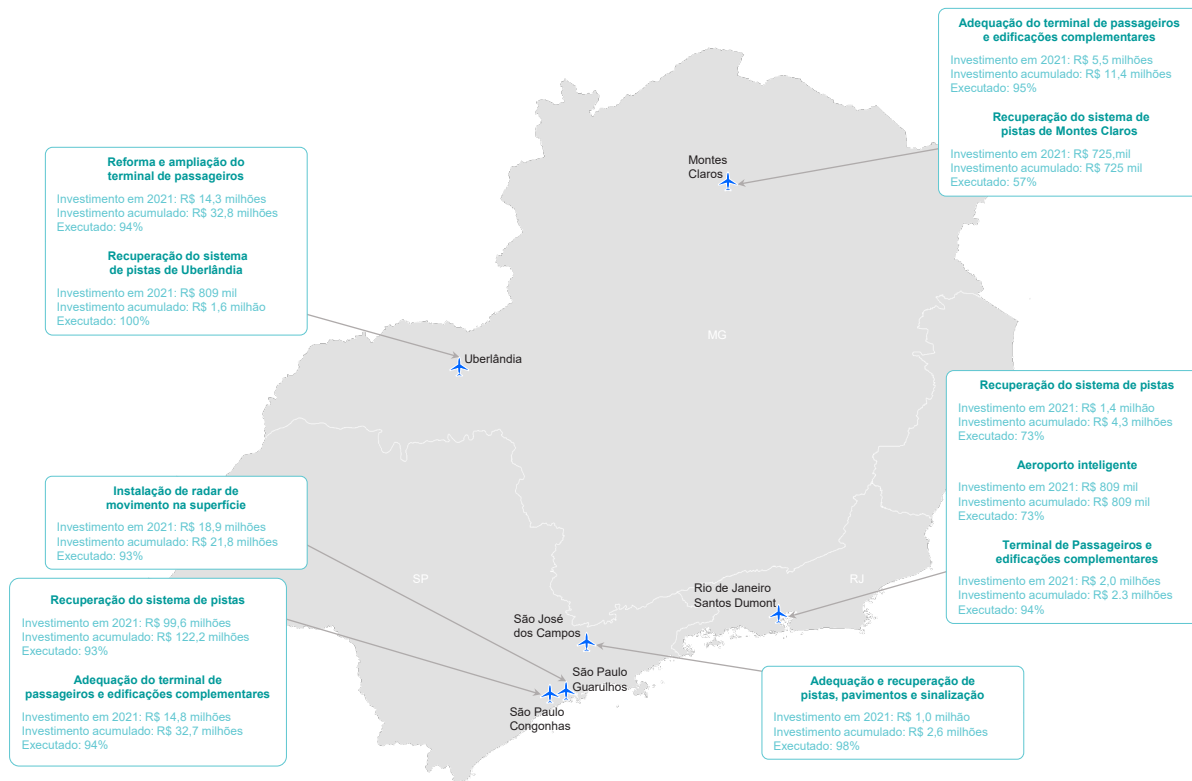 Adequação do terminal de passageiros
e edificações complementares
Investimento em 2021: R$ 5,5 milhões
Investimento acumulado: R$ 11,4 milhões
Executado: 95%
Recuperação do sistema de
pistas de Montes Claros
Investimento em 2021: R$ 725,mil
Investimento acumulado: R$ 725 mil
Executado: 57%
Montes
Claros
Reforma e ampliação do
terminal de passageiros
Investimento em 2021: R$ 14,3 milhões
Investimento acumulado: R$ 32,8 milhões
Executado: 94%
Recuperação do sistema
de pistas de Uberlândia
Investimento em 2021: R$ 809 mil
Investimento acumulado: R$ 1,6 milhão
Executado: 100%
MG
Uberlândia
Recuperação do sistema de pistas
Investimento em 2021: R$ 1,4 milhão
Investimento acumulado: R$ 4,3 milhões
Executado: 73%
Aeroporto inteligente
Investimento em 2021: R$ 809 mil
Investimento acumulado: R$ 809 mil
Executado: 73%
Terminal de Passageiros e
edificações complementares
Investimento em 2021: R$ 2,0 milhões
Investimento acumulado: R$ 2.3 milhões
Executado: 94%
Instalação de radar de
movimento na superfície
Investimento em 2021: R$ 18,9 milhões
Investimento acumulado: R$ 21,8 milhões
Executado: 93%
SP
RJ
Rio de Janeiro
Santos Dumont
Recuperação do sistema de pistas
Investimento em 2021: R$ 99,6 milhões
Investimento acumulado: R$ 122,2 milhões
Executado: 93%
Adequação do terminal de
passageiros e edificações complementares
Investimento em 2021: R$ 14,8 milhões
Investimento acumulado: R$ 32,7 milhões
Executado: 94%
São José
dos Campos
São Paulo
Guarulhos
São Paulo
Congonhas
Adequação e recuperação de
pistas, pavimentos e sinalização
Investimento em 2021: R$ 1,0 milhão
Investimento acumulado: R$ 2,6 milhões
Executado: 98%